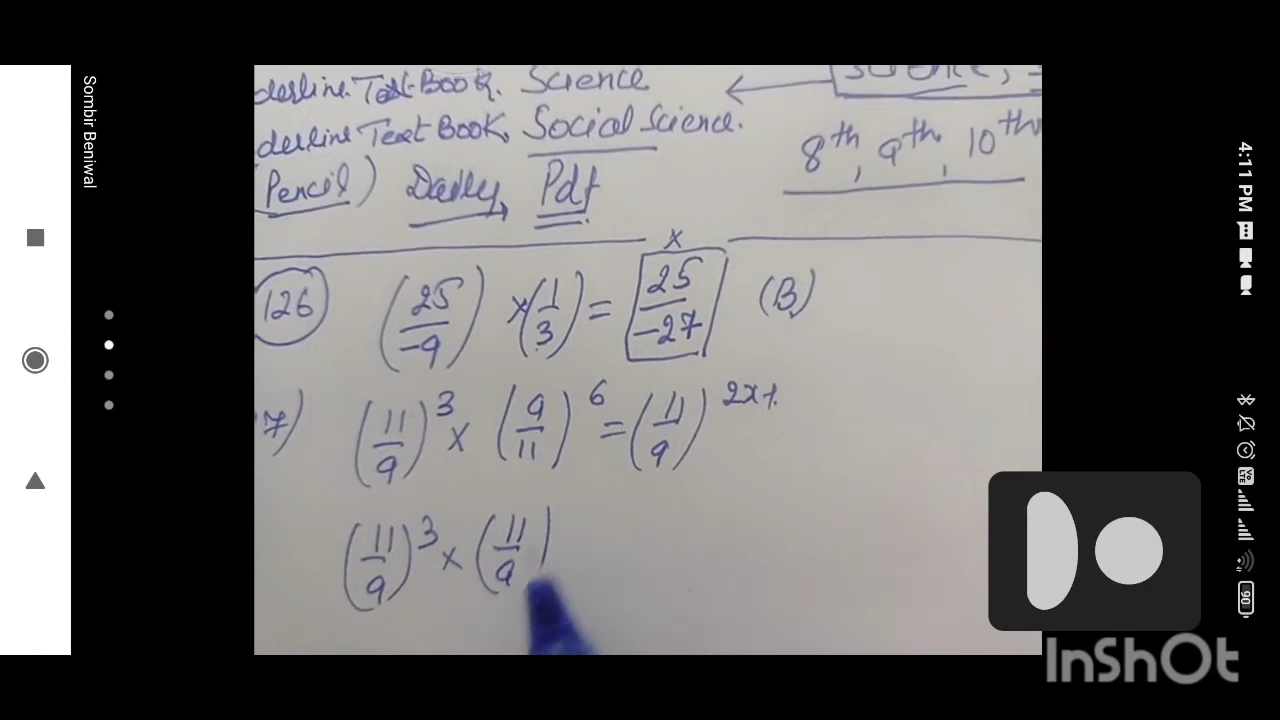 Sombir Beniwal
derline Text Book. Science
derline Text Book, Social Science.
(Pencil) Daily, Pdf
8th, 9th, 10th
4:11 PM
x
126 (25/-9) ×(1/3) = 25/-27 (B)
7) (11/9)^3 × (9/11)^6 = (11/9)^2x+
(11/9)^3 × (11/9)
90
InShOt